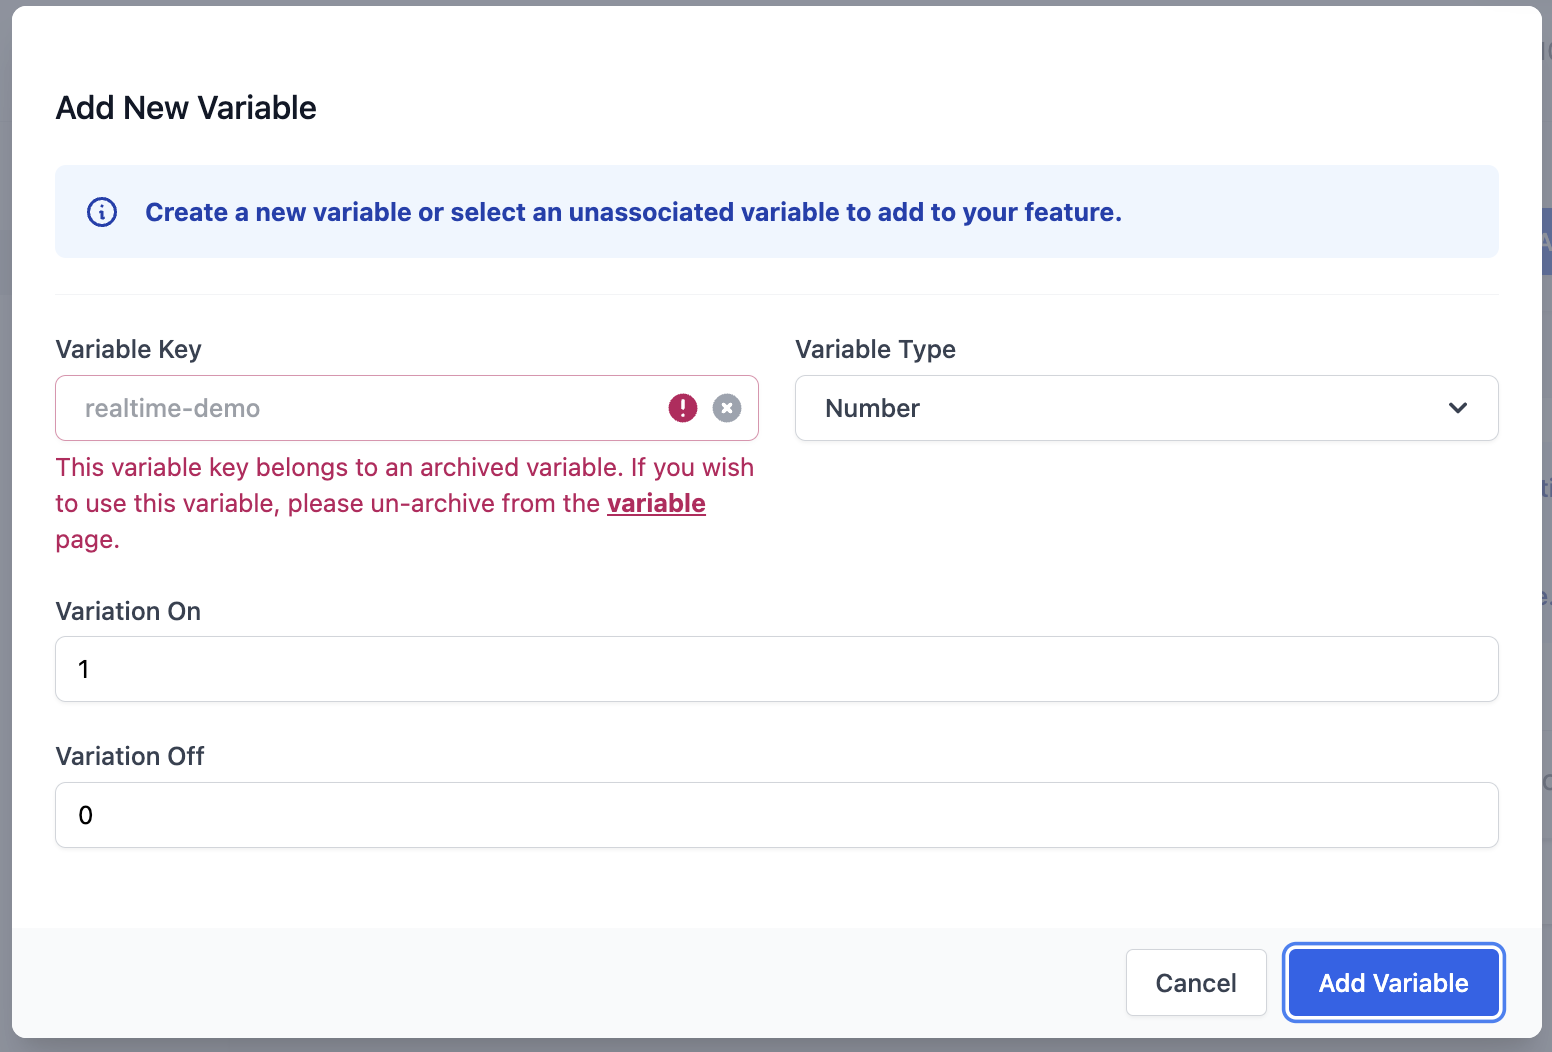 Add New Variable
Create a new variable or select an unassociated variable to add to your feature.
Variable Key
Variable Type
realtime-demo
Number
This variable key belongs to an archived variable. If you wish
to use this variable, please un-archive from the variable
page.
Variation On
1
Variation Off
0
Cancel
Add Variable